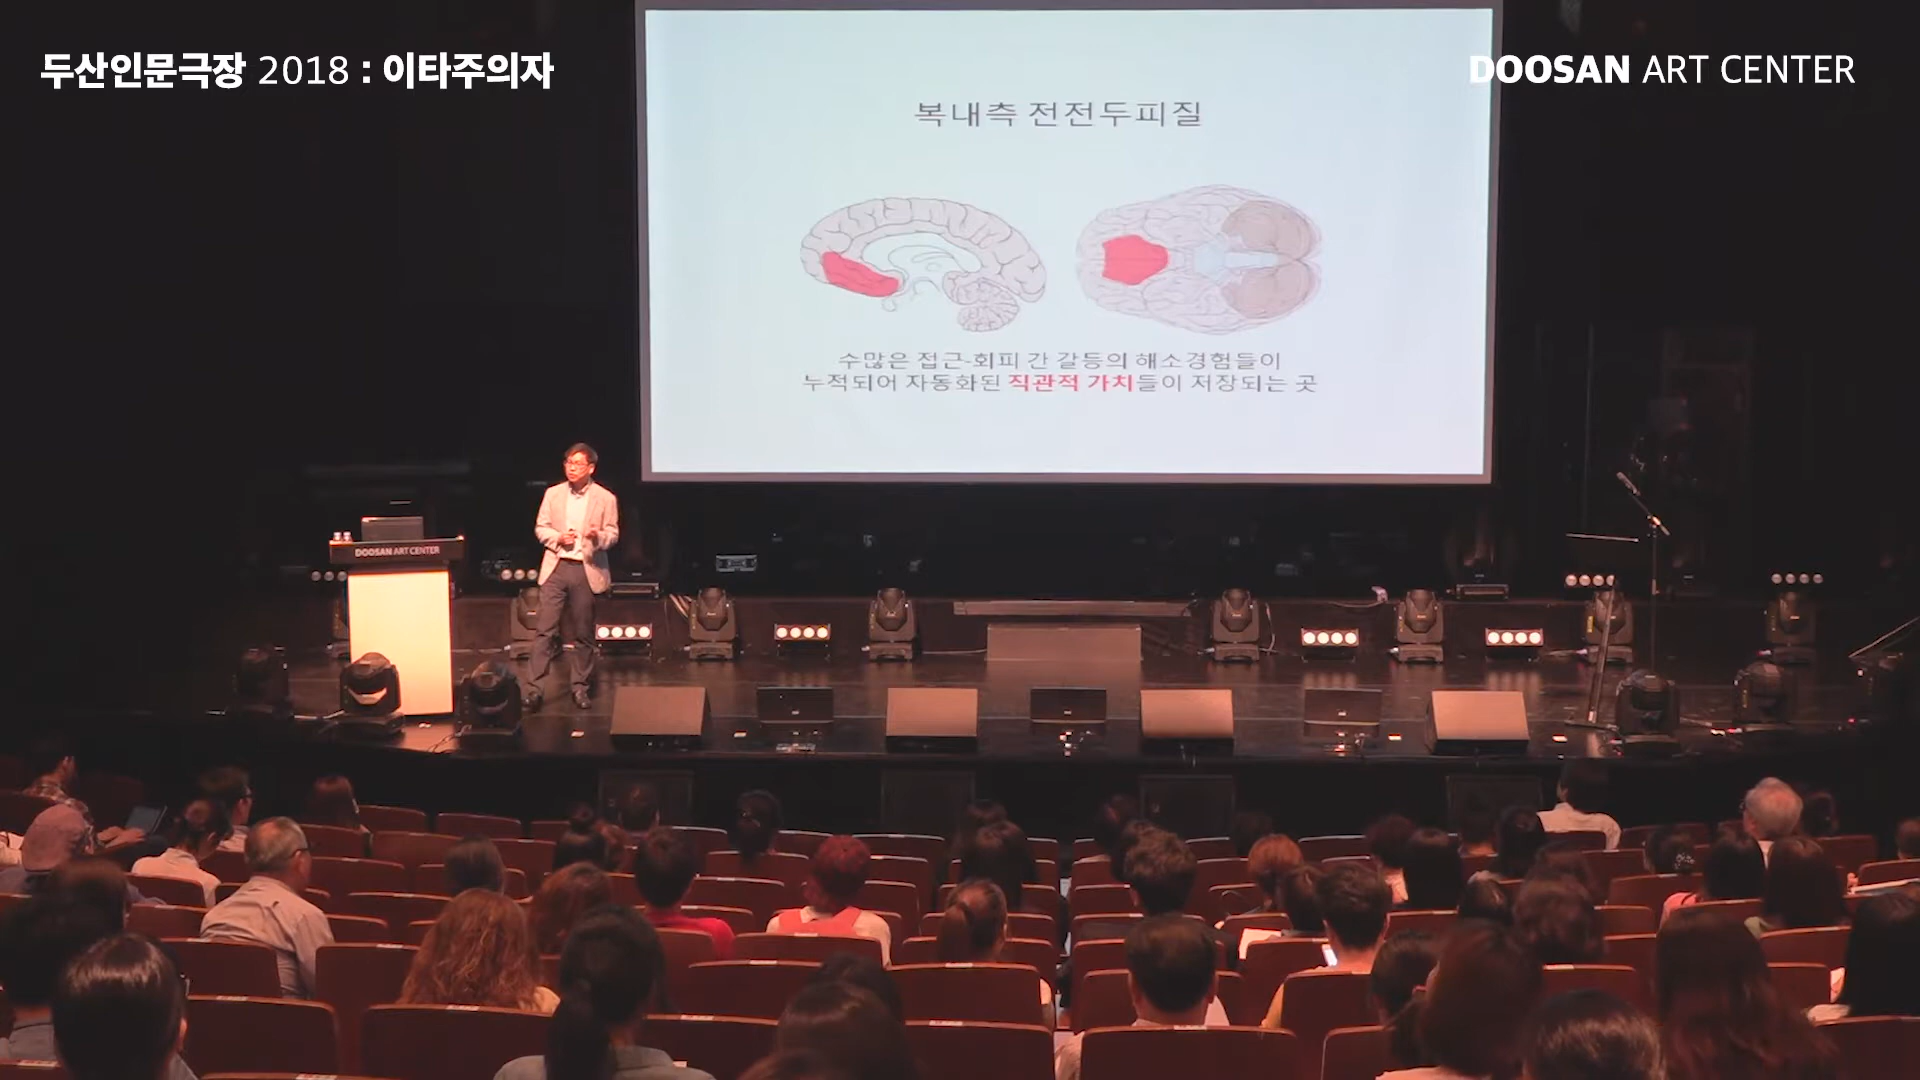 두산인문극장 2018 : 이타주의자
DOOSAN ART CENTER
복내측 전전두피질
수많은 접근-회피 간 갈등의 해소경험들이
누적되어 자동화된 직관적 가치들이 저장되는 곳
DOOSAN ART CENTER